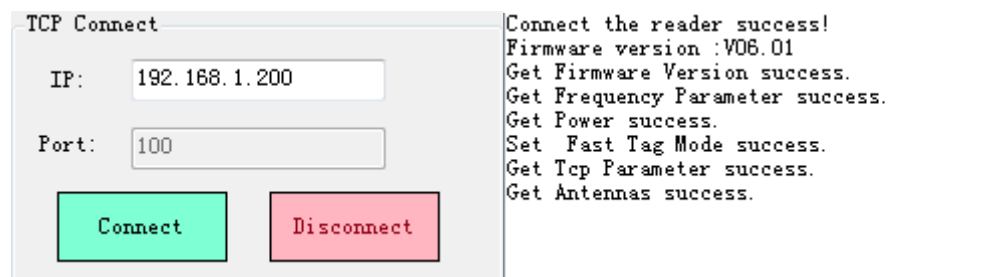 TCP Connect
IP: 192.168.1.200
Port: 100
Connect Disconnect
Connect the reader success!
Firmware version :V06.01
Get Firmware Version success.
Get Frequency Parameter success.
Get Power success.
Set  Fast Tag Mode success.
Get Tcp Parameter success.
Get Antennas success.